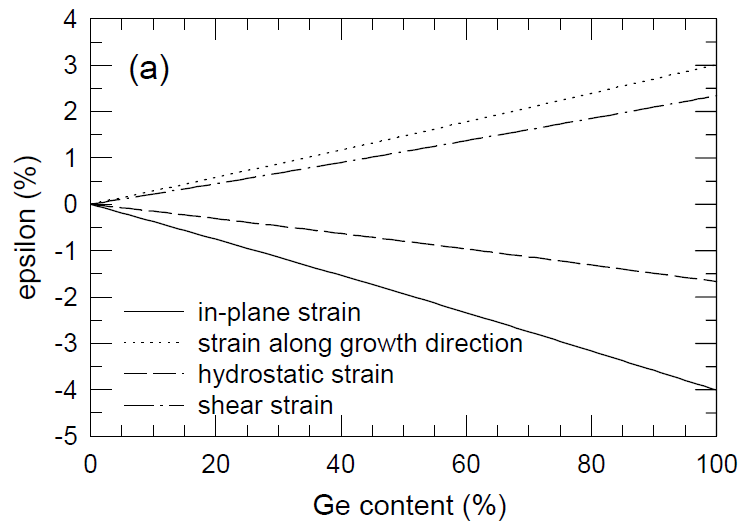 (a)
epsilon (%)
4
3
2
1
0
-1
-2
-3
-4
-5
in-plane strain
strain along growth direction
hydrostatic strain
shear strain
0 20 40 60 80 100
Ge content (%)